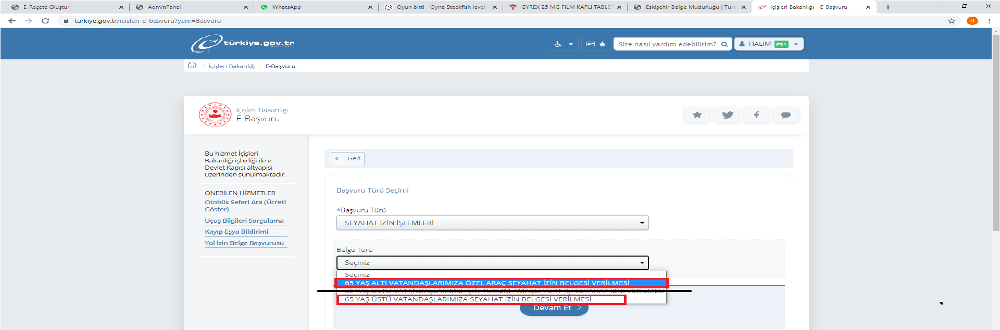 E-Reçete Oluştur
AdminPanel
WhatsApp
Oyun bitti Oyna Stockfish level
GYREX 25 MG FILM KAPLI TABLET
Eskişehir Bolge Mudurluğu | Turk
Içişleri Bakanlığı E-Başvuru
turkiye.gov.tr/icisleri-e-basvuru?yeni=Basvuru
H
türkiye.gov.tr
Size nasıl yardım edebilirim?
HALİM
1
İçişleri Bakanlığı
E-Başvuru
Içişleri Bakanlığı
E-Başvuru
Bu hizmet İçişleri
Bakanlığı işbirliği ile e
Devlet Kapısı altyapısı
üzerinden sunulmaktadır.
ÖNERİLEN HİZMETLER
Otobüs Seferi Ara (Ücreti
Göster)
Uçuş Bilgileri Sorgulama
Kayıp Eşya Bildirimi
Yol İzin Belge Başvurusu
Geri
Başvuru Türü Seçimi
*Başvuru Türü
SEYAHAT İZİN İŞLEMLERİ
Belge Turu
Seçiniz
Seçiniz
65 YAŞ ALTI VATANDAŞLARIMIZA ÖZEL ARAÇ SEYAHAT İZİN BELGESİ VERİLMESİ
65 YAŞ ÜSTÜ VATANDAŞLARIMIZ İÇİN TURİZM AMAÇLI YURT İÇİ SEYAHAT İZNİ VERİLMESİ
65 YAŞ ÜSTÜ VATANDAŞLARIMIZA SEYAHAT İZİN BELGESİ VERİLMESİ
Devam Et